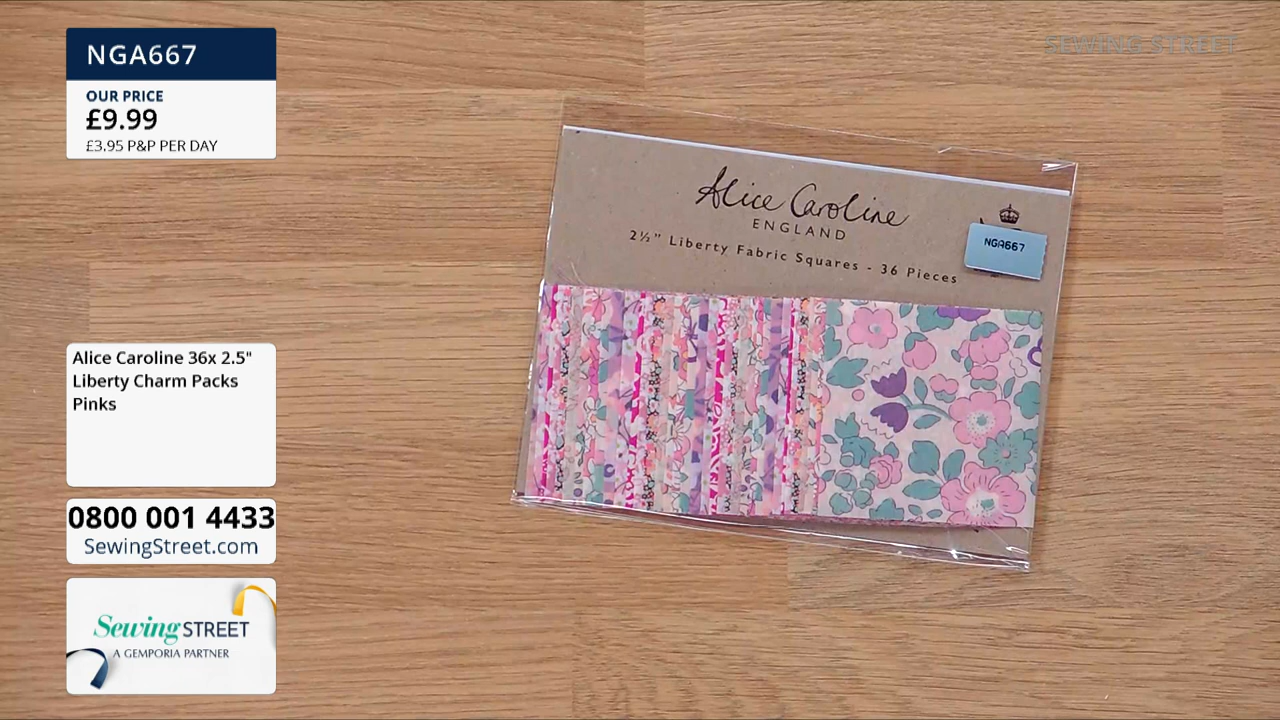 NGA667
OUR PRICE
£9.99
£3.95 P&P PER DAY
SEWING STREET
Alice Caroline
ENGLAND
2½" Liberty Fabric Squares - 36 Pieces
NGA667
Alice Caroline 36x 2.5"
Liberty Charm Packs
Pinks
0800 001 4433
SewingStreet.com
Sewing STREET
A GEMPORIA PARTNER